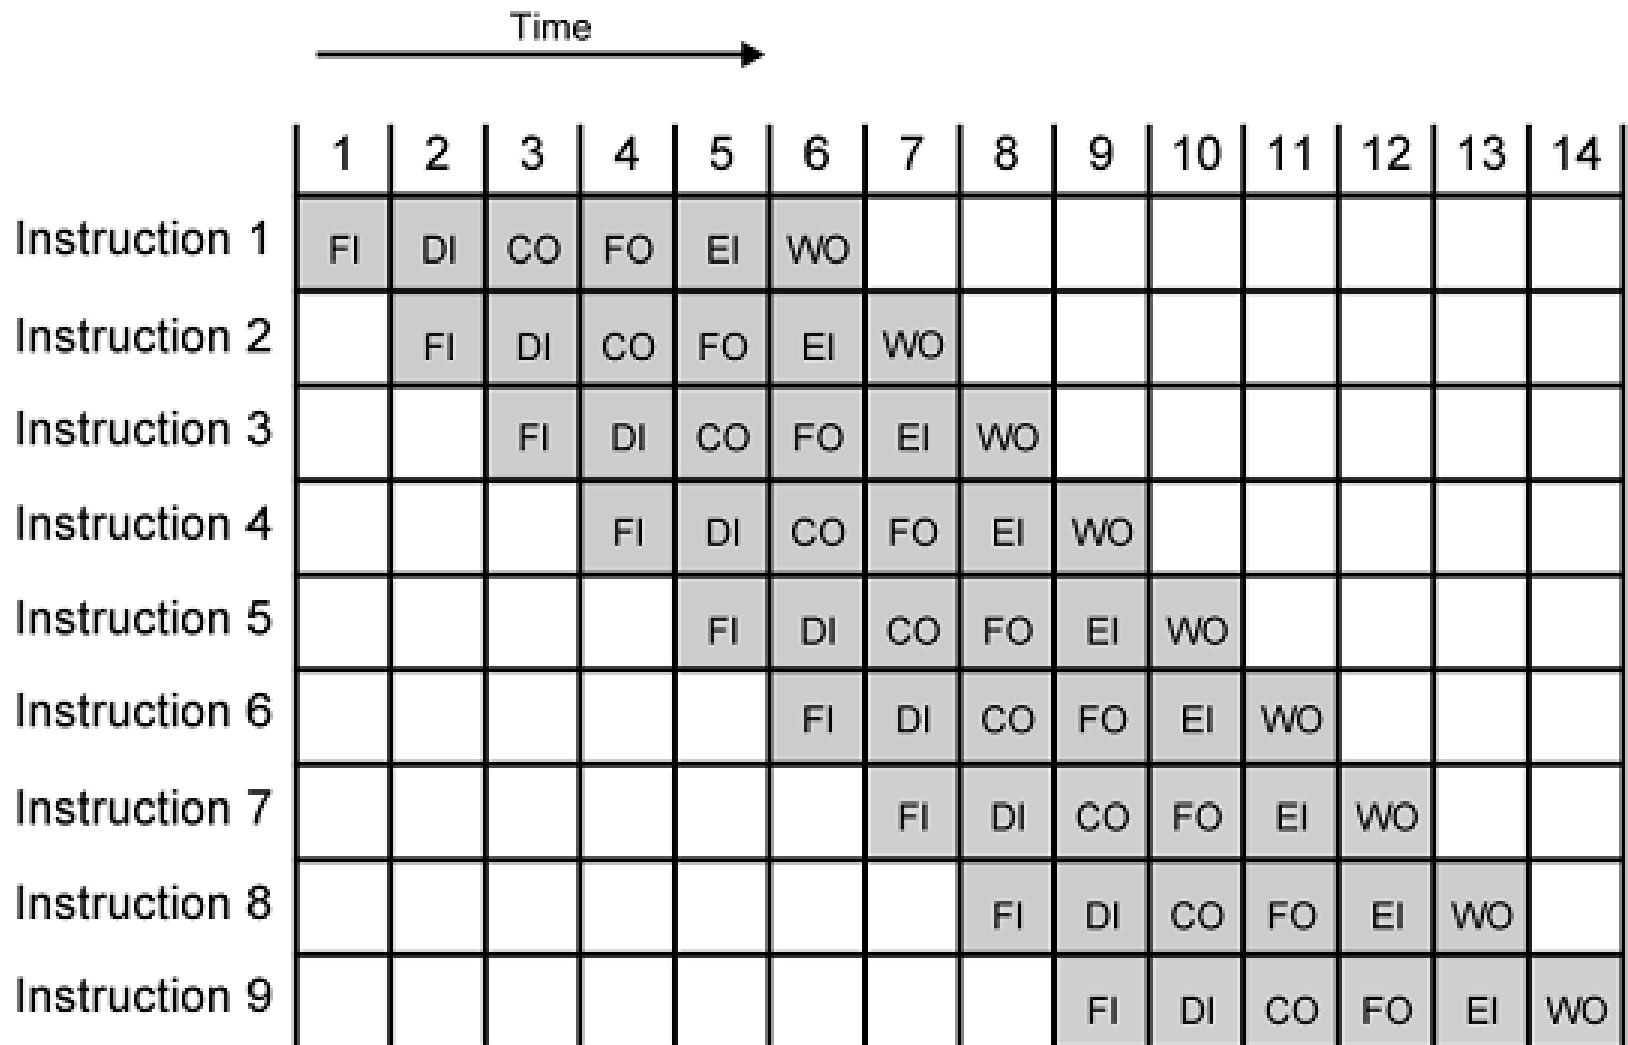 Time
1 2 3 4 5 6 7 8 9 10 11 12 13 14
Instruction 1 FI DI CO FO EI WO
Instruction 2 FI DI CO FO EI WO
Instruction 3 FI DI CO FO EI WO
Instruction 4 FI DI CO FO EI WO
Instruction 5 FI DI CO FO EI WO
Instruction 6 FI DI CO FO EI WO
Instruction 7 FI DI CO FO EI WO
Instruction 8 FI DI CO FO EI WO
Instruction 9 FI DI CO FO EI WO